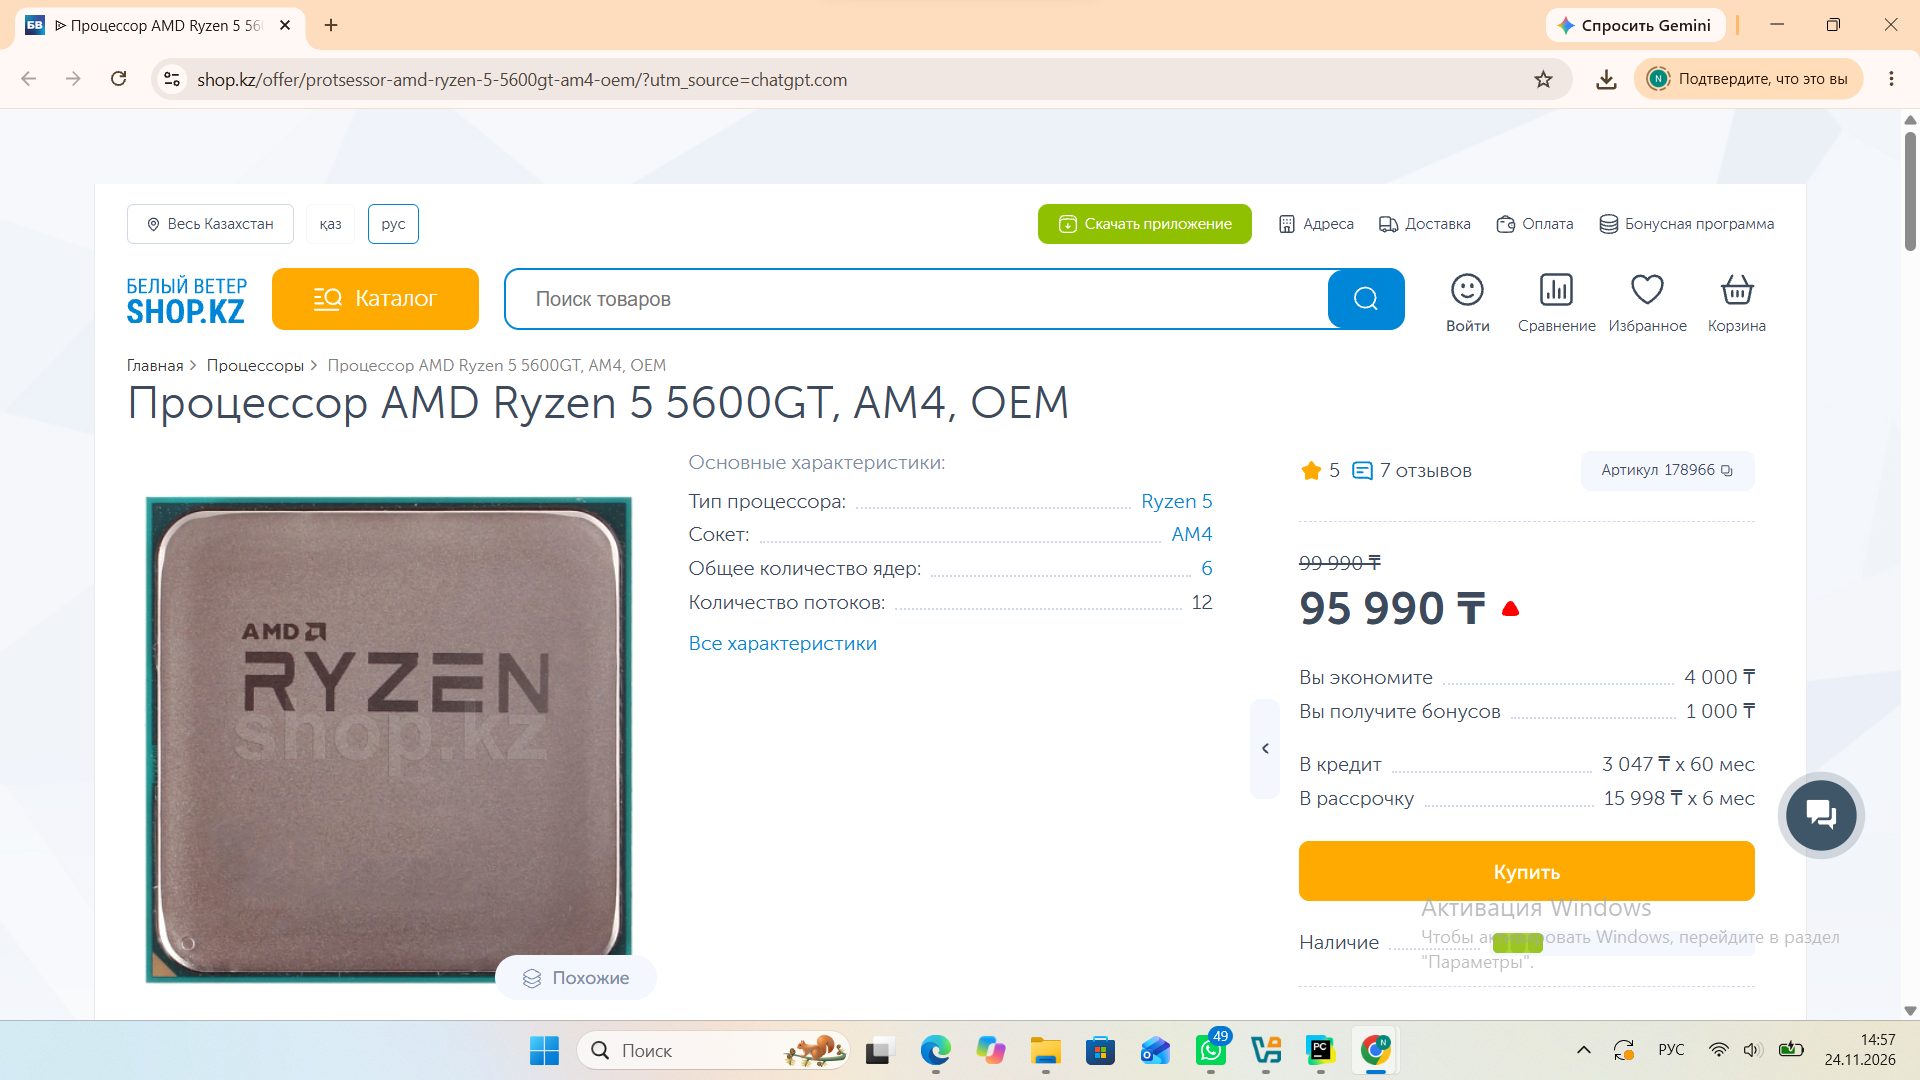 Процессор AMD Ryzen 5 56
Спросить Gemini
shop.kz/offer/protsessor-amd-ryzen-5-5600gt-am4-oem/?utm_source=chatgpt.com
N
Подтвердите, что это вы
Весь Казахстан
қаз
рус
Скачать приложение
Адреса
Доставка
Оплата
Бонусная программа
БЕЛЫЙ ВЕТЕР
SHOP.KZ
Каталог
Поиск товаров
Войти
Сравнение
Избранное
Корзина
Главная
Процессоры
Процессор AMD Ryzen 5 5600GT, AM4, OEM
Процессор AMD Ryzen 5 5600GT, AM4, OEM
AMD
RYZEN
shop.kz
Похожие
Основные характеристики:
Тип процессора: Ryzen 5
Сокет: AM4
Общее количество ядер: 6
Количество потоков: 12
Все характеристики
5
7 отзывов
Артикул 178966
99 990 ₸
95 990 ₸
Вы экономите 4 000 ₸
Вы получите бонусов 1 000 ₸
В кредит 3 047 ₸ x 60 мес
В рассрочку 15 998 ₸ x 6 мес
Купить
Наличие
Активация Windows
Чтобы активировать Windows, перейдите в раздел
"Параметры".
Поиск
49
PC
N
РУС
14:57
24.11.2026